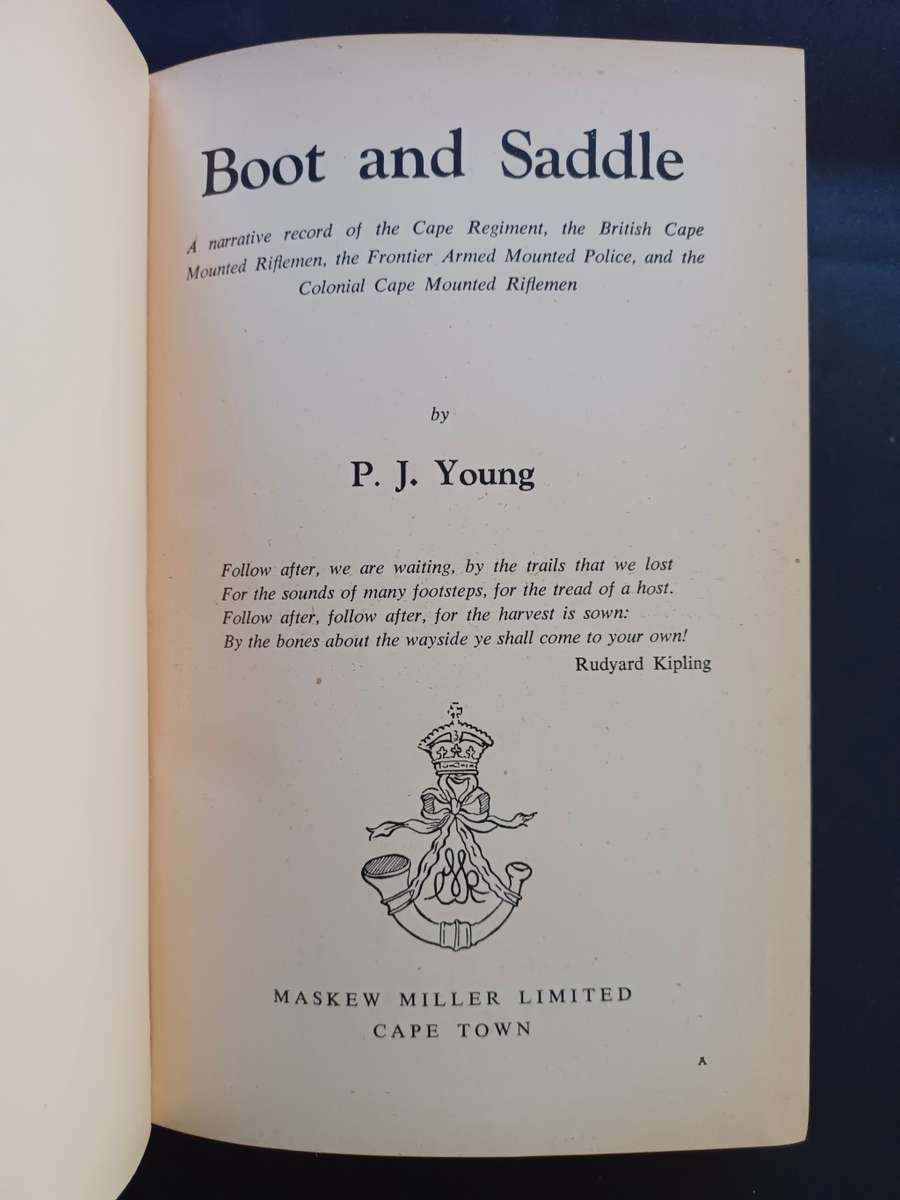 Boot and Saddle
A narrative record of the Cape Regiment, the British Cape
Mounted Riflemen, the Frontier Armed Mounted Police, and the
Colonial Cape Mounted Riflemen
by
P. J. Young
Follow after, we are waiting, by the trails that we lost
For the sounds of many footsteps, for the tread of a host.
Follow after, follow after, for the harvest is sown:
By the bones about the wayside ye shall come to your own!
Rudyard Kipling
MASKEW MILLER LIMITED
CAPE TOWN
A